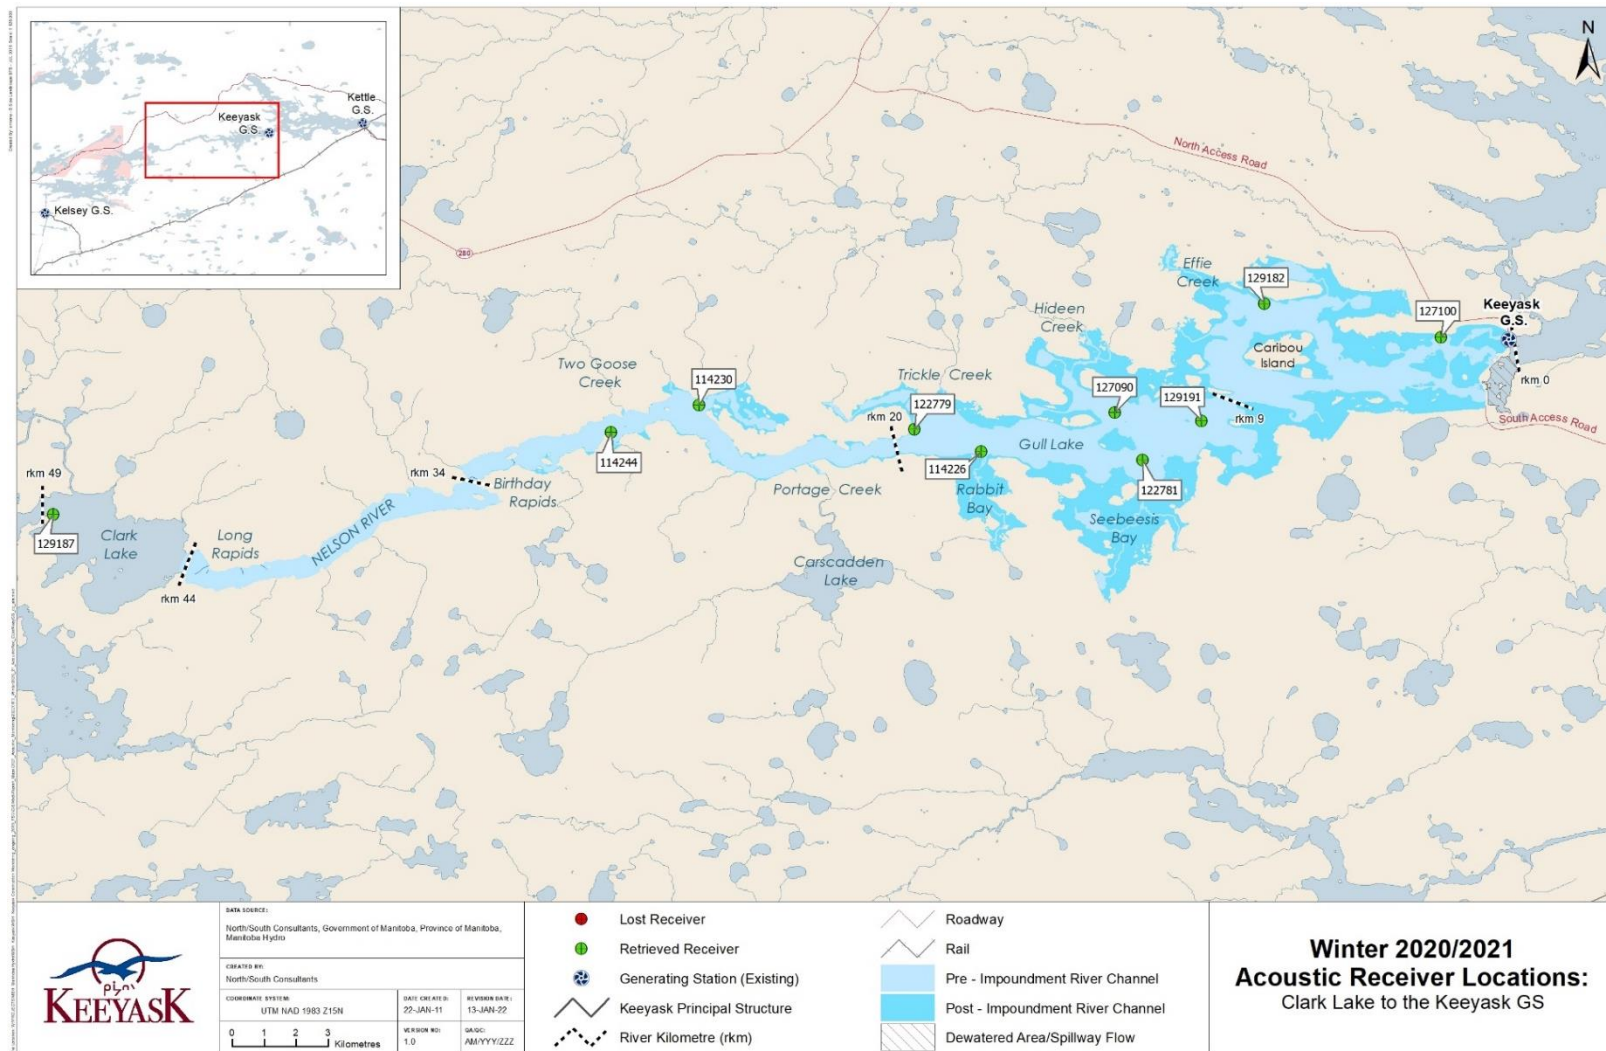 Kettle
G.S.
Keeyask
G.S.
Kelsey G.S.
N
North Access Road
280
Effie
Creek
129182
Hideen
Creek
127100
Keeyask
G.S.
Caribou
Island
rkm 0
Two Goose
Creek
114230
Trickle Creek
122779
127090
129191
rkm 20
rkm 9
South Access Road
Gull Lake
114244
114226
122781
rkm 49
rkm 34
Birthday
Rapids
Portage Creek
Rabbit
Bay
Seebeesis
Bay
NELSON RIVER
129187
Clark
Lake
Long
Rapids
rkm 44
Carscadden
Lake
KEEYASK
DATA SOURCE:
North/South Consultants, Government of Manitoba, Province of Manitoba,
Manitoba Hydro
CREATED BY:
North/South Consultants
COORDINATE SYSTEM:
UTM NAD 1983 Z15N
DATE CREATED:
22-JAN-11
REVISION DATE:
13-JAN-22
0 1 2 3 Kilometres
VERSION NO:
1.0
QA/QC:
AM/YYY/ZZZ
Lost Receiver
Retrieved Receiver
Generating Station (Existing)
Keeyask Principal Structure
River Kilometre (rkm)
Roadway
Rail
Pre - Impoundment River Channel
Post - Impoundment River Channel
Dewatered Area/Spillway Flow
Winter 2020/2021
Acoustic Receiver Locations:
Clark Lake to the Keeyask GS